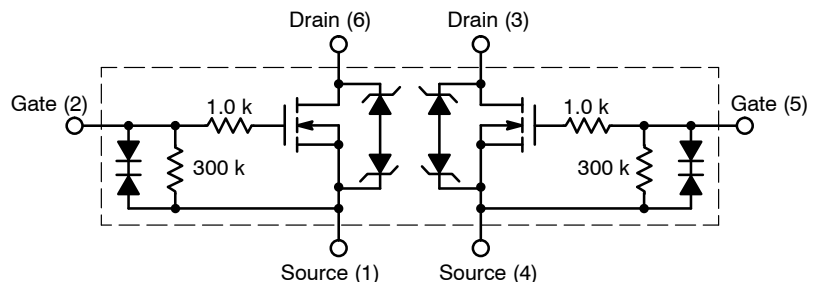 Drain (6)
Drain (3)
Gate (2)
1.0 k
1.0 k
Gate (5)
300 k
300 k
Source (1)
Source (4)